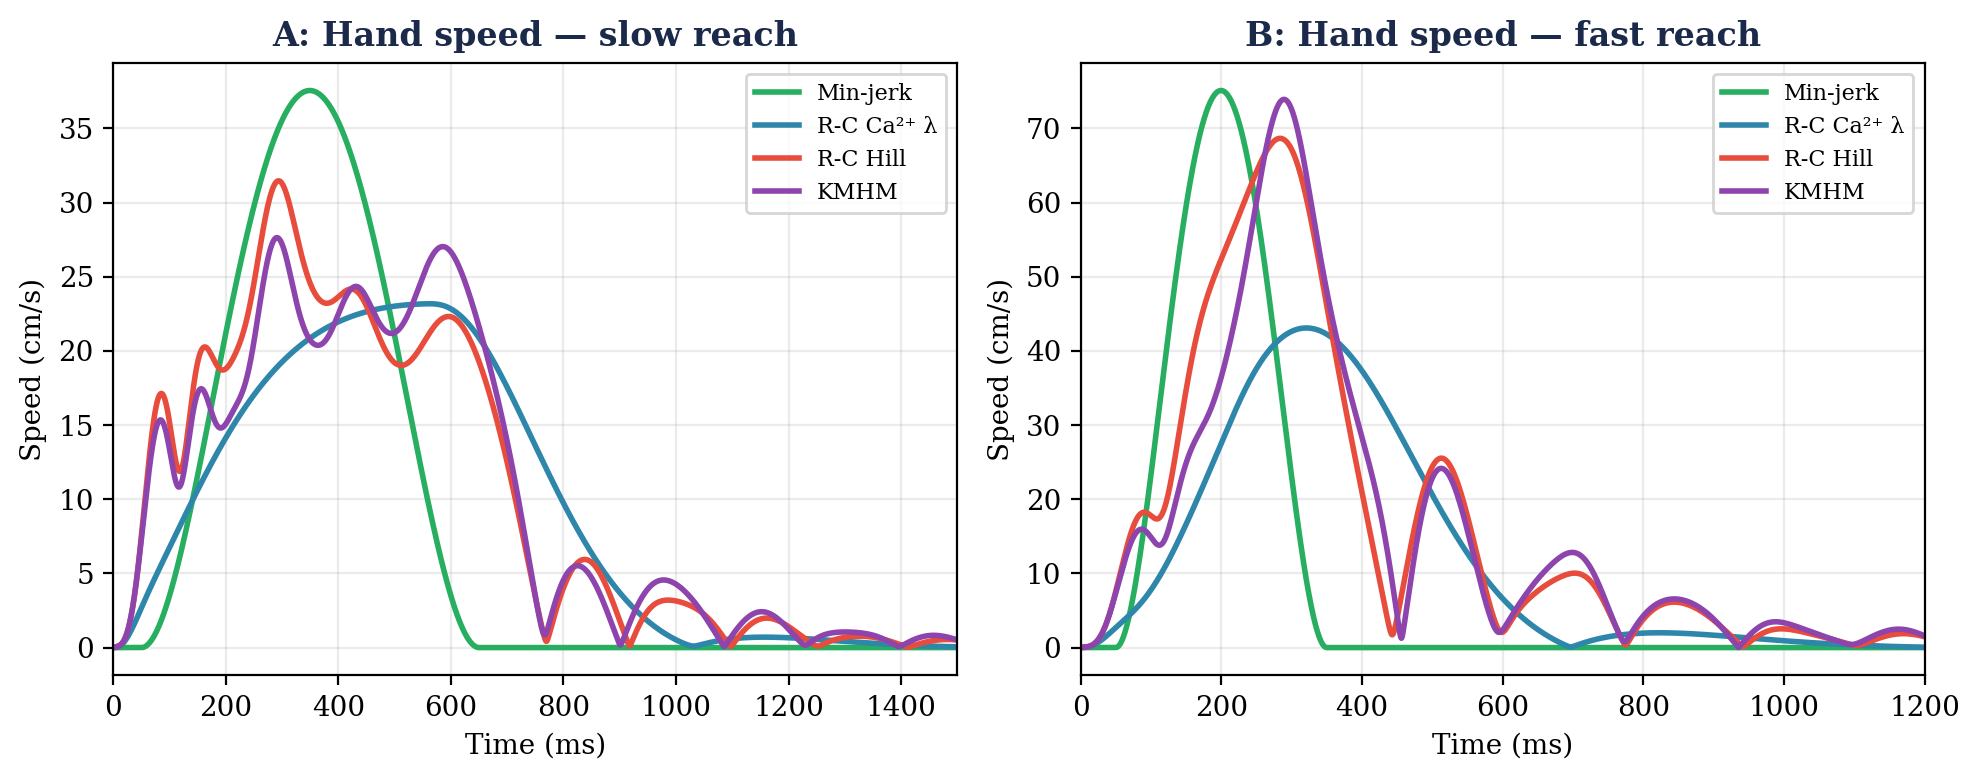 A: Hand speed — slow reach
Speed (cm/s)
35
30
25
20
15
10
5
0
Min-jerk
R-C Ca²⁺ λ
R-C Hill
KMHM
0 200 400 600 800 1000 1200 1400
Time (ms)
B: Hand speed — fast reach
Speed (cm/s)
70
60
50
40
30
20
10
0
Min-jerk
R-C Ca²⁺ λ
R-C Hill
KMHM
0 200 400 600 800 1000 1200
Time (ms)